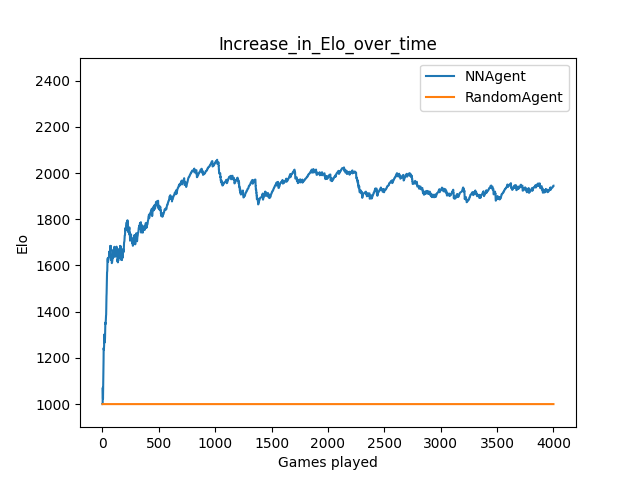 Increase_in_Elo_over_time
NNAgent
RandomAgent
2400
2200
2000
1800
1600
1400
1200
1000
Elo
0 500 1000 1500 2000 2500 3000 3500 4000
Games played